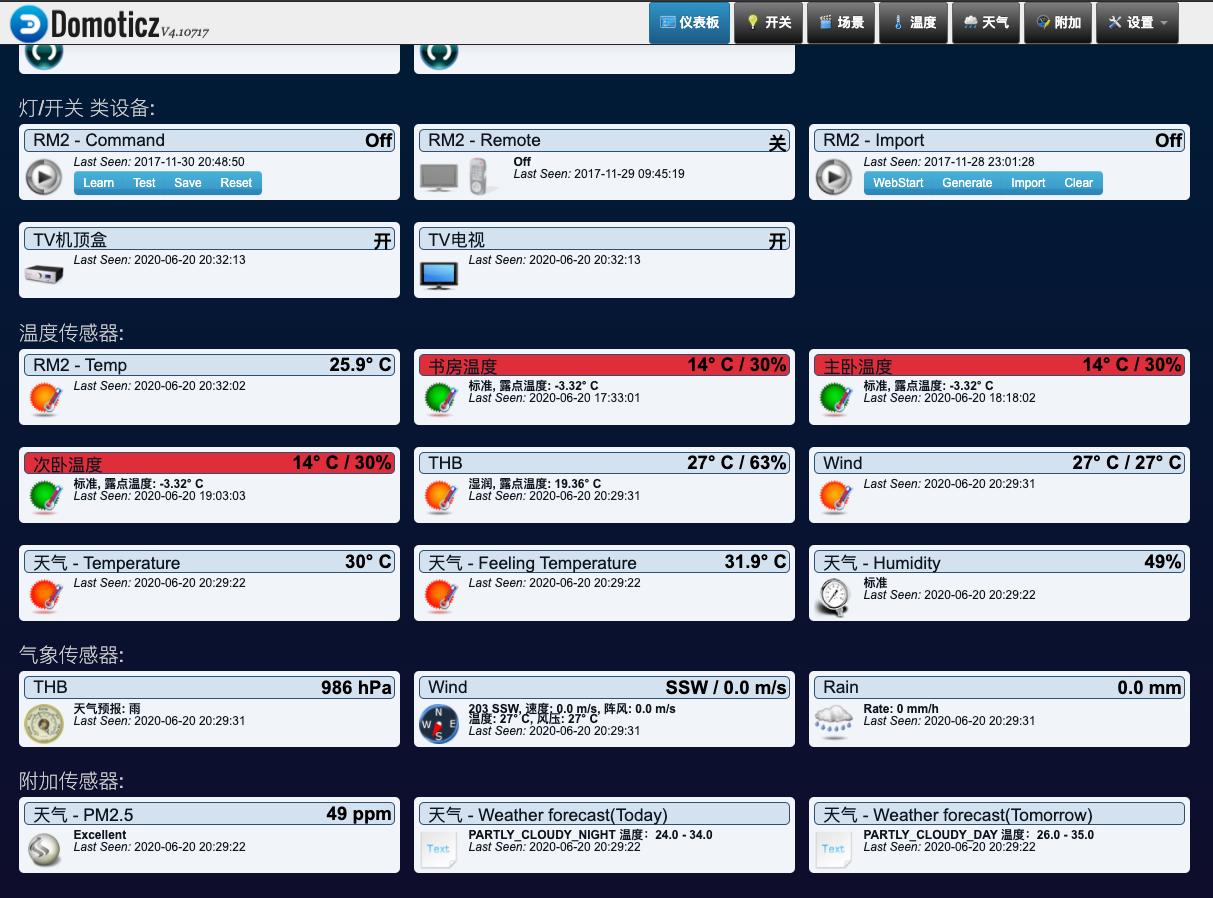 Domoticz V4.10717
仪表板 开关 场景 温度 天气 附加 设置
灯/开关 类设备:
RM2 - Command Off
Last Seen: 2017-11-30 20:48:50
Learn Test Save Reset
RM2 - Remote 关
Off
Last Seen: 2017-11-29 09:45:19
RM2 - Import Off
Last Seen: 2017-11-28 23:01:28
WebStart Generate Import Clear
TV机顶盒 开
Last Seen: 2020-06-20 20:32:13
TV电视 开
Last Seen: 2020-06-20 20:32:13
温度传感器:
RM2 - Temp 25.9° C
Last Seen: 2020-06-20 20:32:02
书房温度 14° C / 30%
标准, 露点温度: -3.32° C
Last Seen: 2020-06-20 17:33:01
主卧温度 14° C / 30%
标准, 露点温度: -3.32° C
Last Seen: 2020-06-20 18:18:02
次卧温度 14° C / 30%
标准, 露点温度: -3.32° C
Last Seen: 2020-06-20 19:03:03
THB 27° C / 63%
湿润, 露点温度: 19.36° C
Last Seen: 2020-06-20 20:29:31
Wind 27° C / 27° C
Last Seen: 2020-06-20 20:29:31
天气 - Temperature 30° C
Last Seen: 2020-06-20 20:29:22
天气 - Feeling Temperature 31.9° C
Last Seen: 2020-06-20 20:29:22
天气 - Humidity 49%
标准
Last Seen: 2020-06-20 20:29:22
气象传感器:
THB 986 hPa
天气预报: 雨
Last Seen: 2020-06-20 20:29:31
Wind SSW / 0.0 m/s
N
W E
S
203 SSW, 速度: 0.0 m/s, 阵风: 0.0 m/s
温度: 27° C, 风压: 27° C
Last Seen: 2020-06-20 20:29:31
Rain 0.0 mm
Rate: 0 mm/h
Last Seen: 2020-06-20 20:29:31
附加传感器:
天气 - PM2.5 49 ppm
Excellent
Last Seen: 2020-06-20 20:29:22
天气 - Weather forecast(Today)
Text
PARTLY_CLOUDY_NIGHT 温度：24.0 - 34.0
Last Seen: 2020-06-20 20:29:22
天气 - Weather forecast(Tomorrow)
Text
PARTLY_CLOUDY_DAY 温度：26.0 - 35.0
Last Seen: 2020-06-20 20:29:22